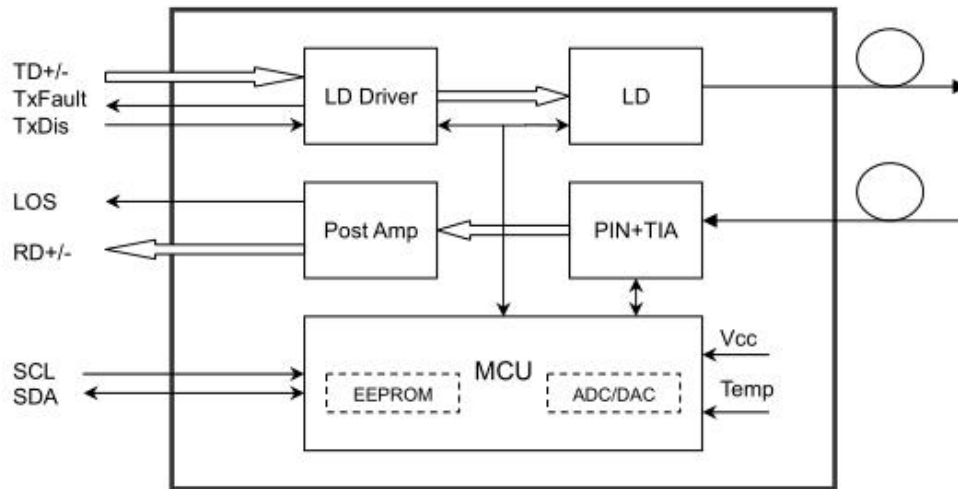 TD+/-
TxFault
TxDis
LD Driver
LD
LOS
RD+/-
Post Amp
PIN+TIA
SCL
SDA
MCU
EEPROM
ADC/DAC
Vcc
Temp